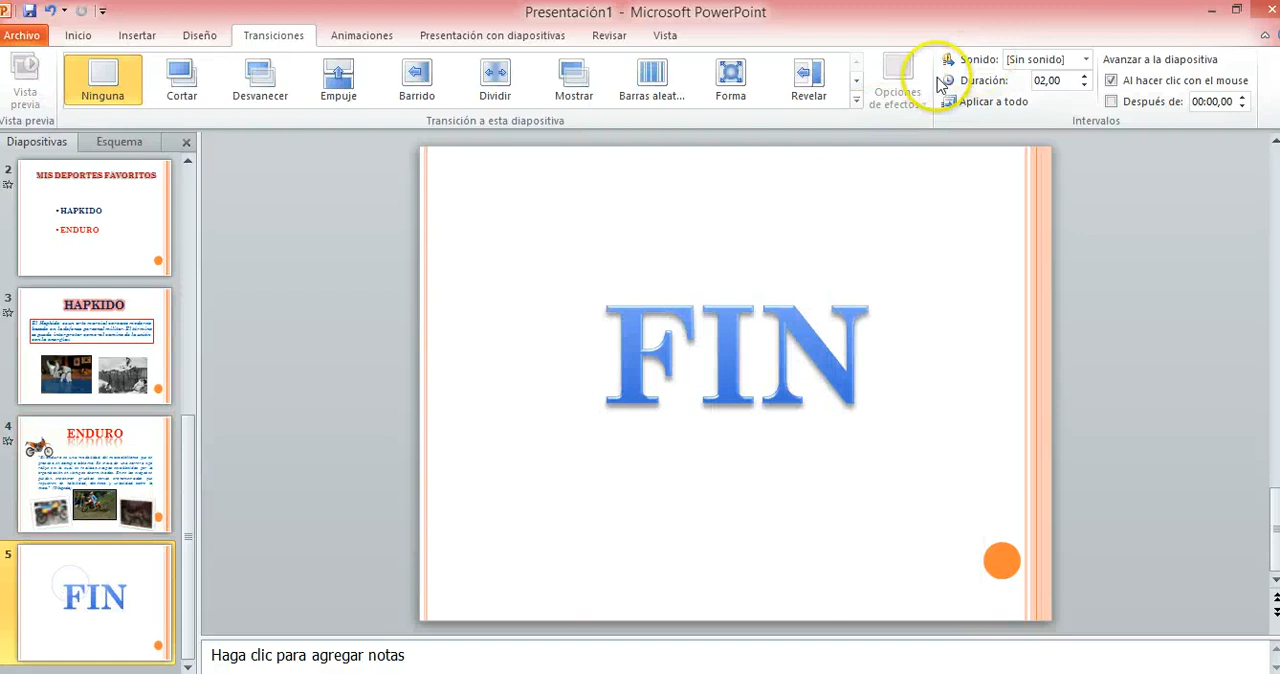 Presentación1 - Microsoft PowerPoint
Archivo Inicio Insertar Diseño Transiciones Animaciones Presentación con diapositivas Revisar Vista
Vista previa
Ninguna Cortar Desvanecer Empuje Barrido Dividir Mostrar Barras aleat... Forma Revelar
Opciones de efectos
Sonido: [Sin sonido]
Duración: 02,00
Aplicar a todo
Avanzar a la diapositiva
Al hacer clic con el mouse
Después de: 00:00,00
Vista previa Transición a esta diapositiva Intervalos
Diapositivas Esquema
2
MIS DEPORTES FAVORITOS
• HAPKIDO
• ENDURO
3
HAPKIDO
4
ENDURO
5
FIN
FIN
Haga clic para agregar notas